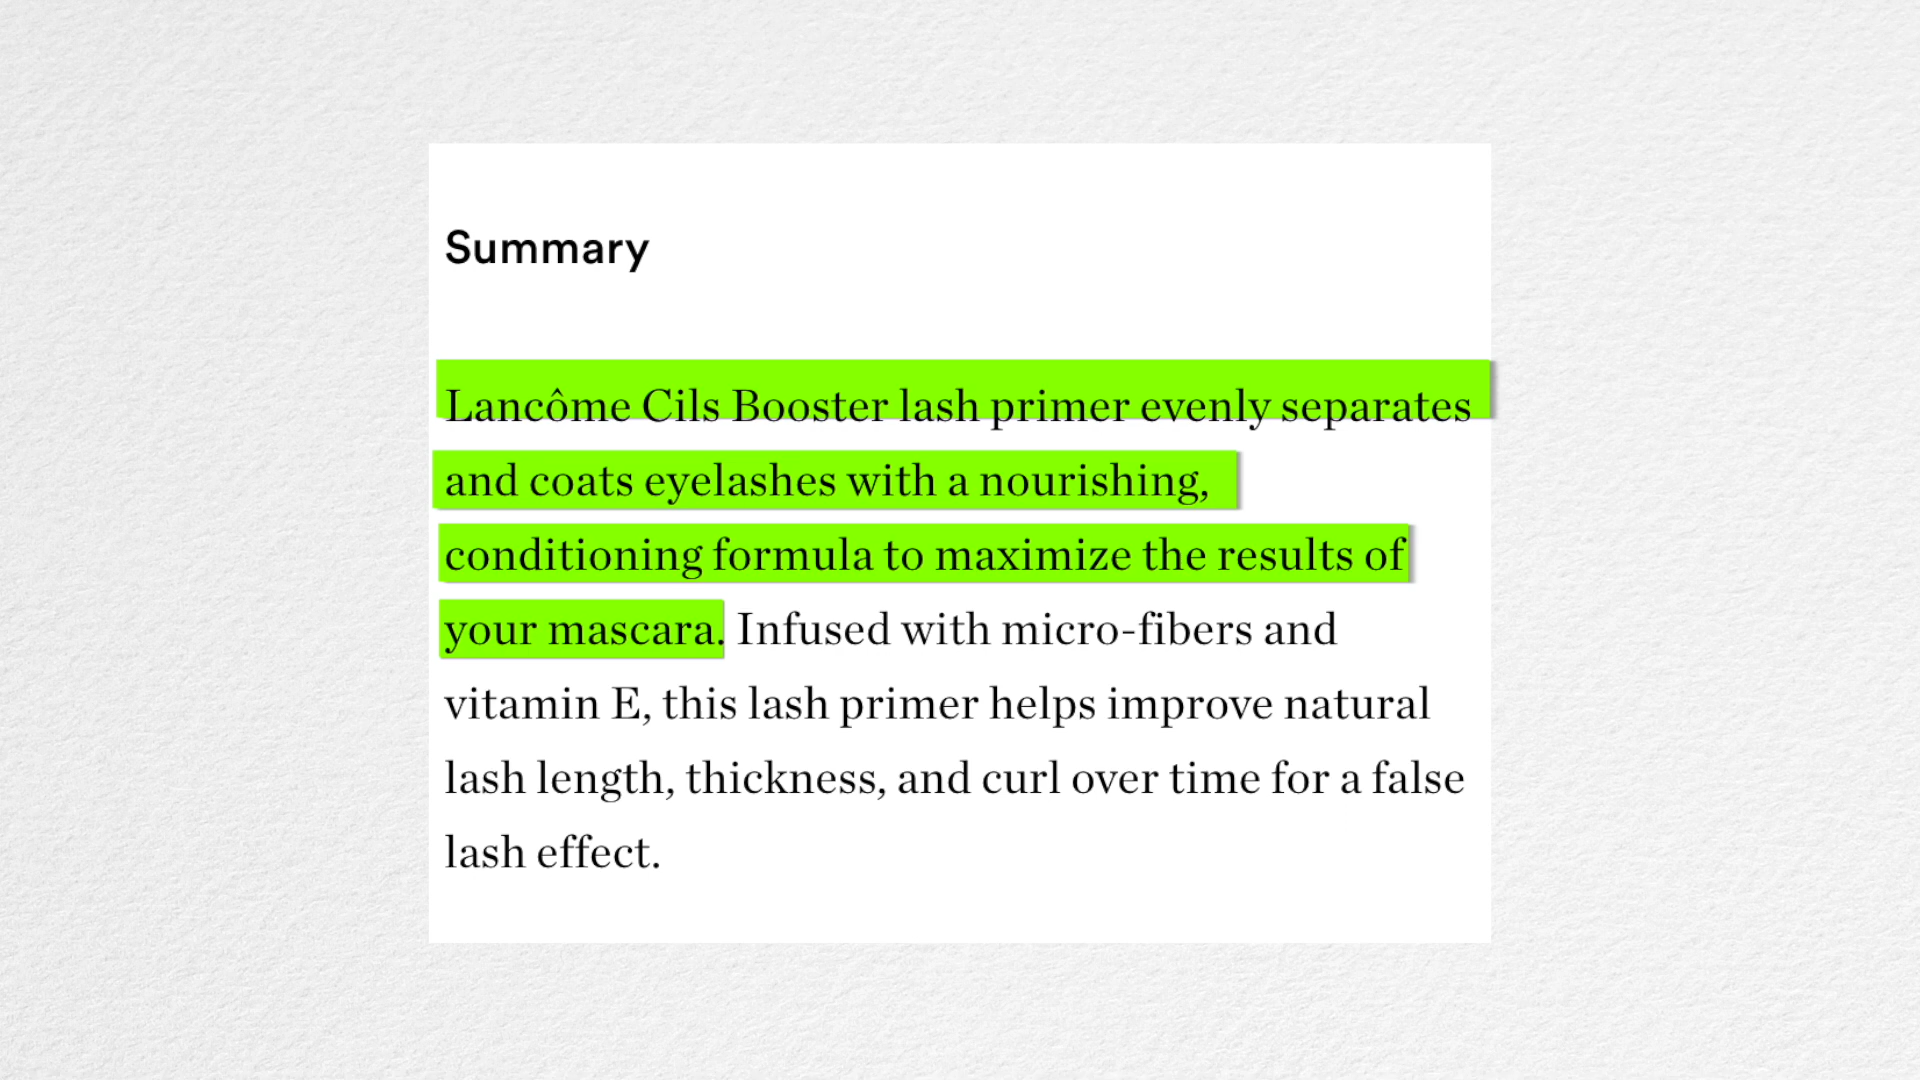 Summary
Lancôme Cils Booster lash primer evenly separates
and coats eyelashes with a nourishing,
conditioning formula to maximize the results of
your mascara. Infused with micro-fibers and
vitamin E, this lash primer helps improve natural
lash length, thickness, and curl over time for a false
lash effect.